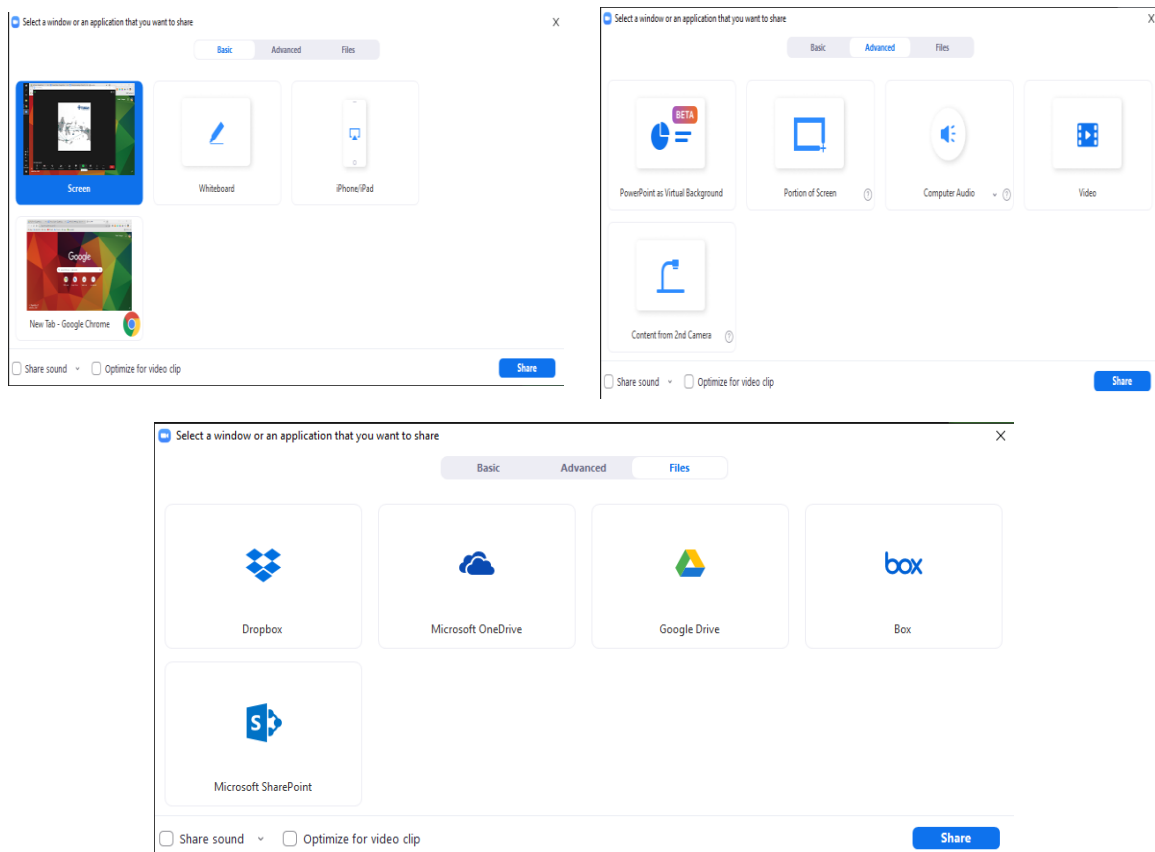 Select a window or an application that you want to share
Basic Advanced Files
Screen
Whiteboard
iPhone/iPad
Google
New Tab - Google Chrome
Share sound
Optimize for video clip
Share
Select a window or an application that you want to share
Basic Advanced Files
BETA
PowerPoint as Virtual Background
Portion of Screen ?
Computer Audio ?
Video
Content from 2nd Camera ?
Share sound
Optimize for video clip
Share
Select a window or an application that you want to share
Basic Advanced Files
Dropbox
Microsoft OneDrive
Google Drive
box
Box
S
Microsoft SharePoint
Share sound
Optimize for video clip
Share